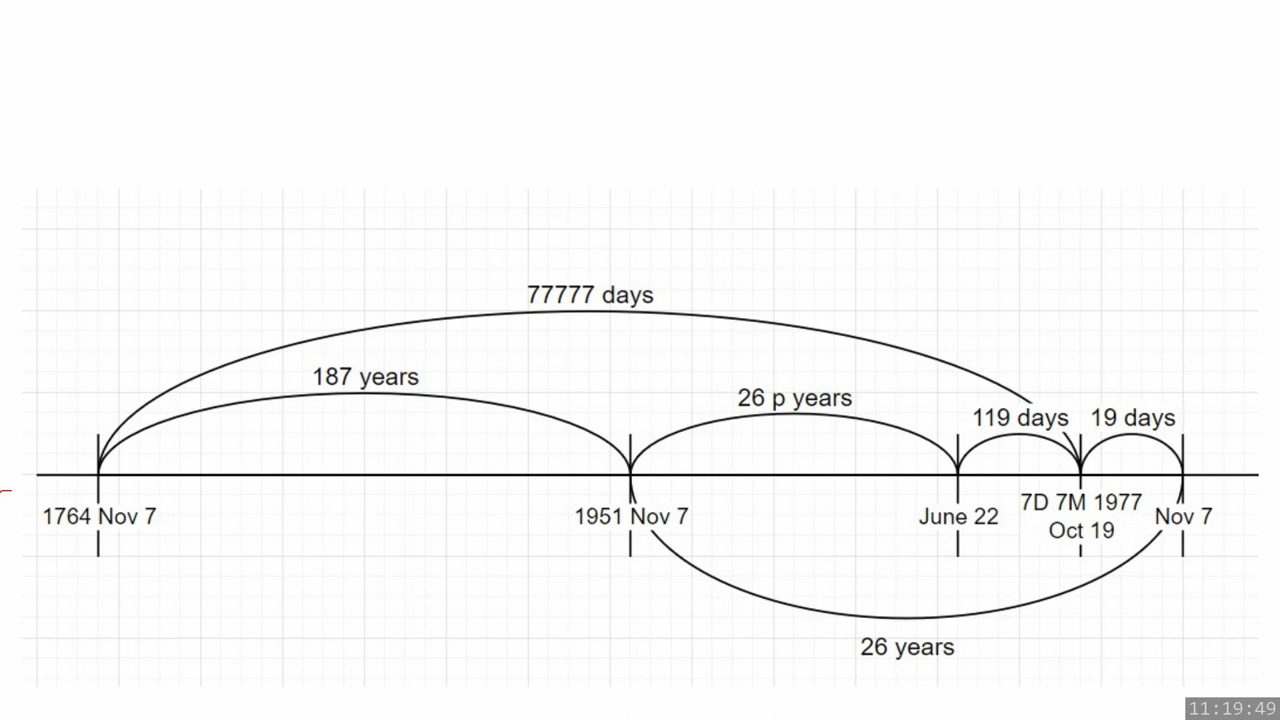 77777 days
187 years
26 p years
119 days
19 days
1764 Nov 7
1951 Nov 7
June 22
7D 7M 1977
Oct 19
Nov 7
26 years
11:19:49